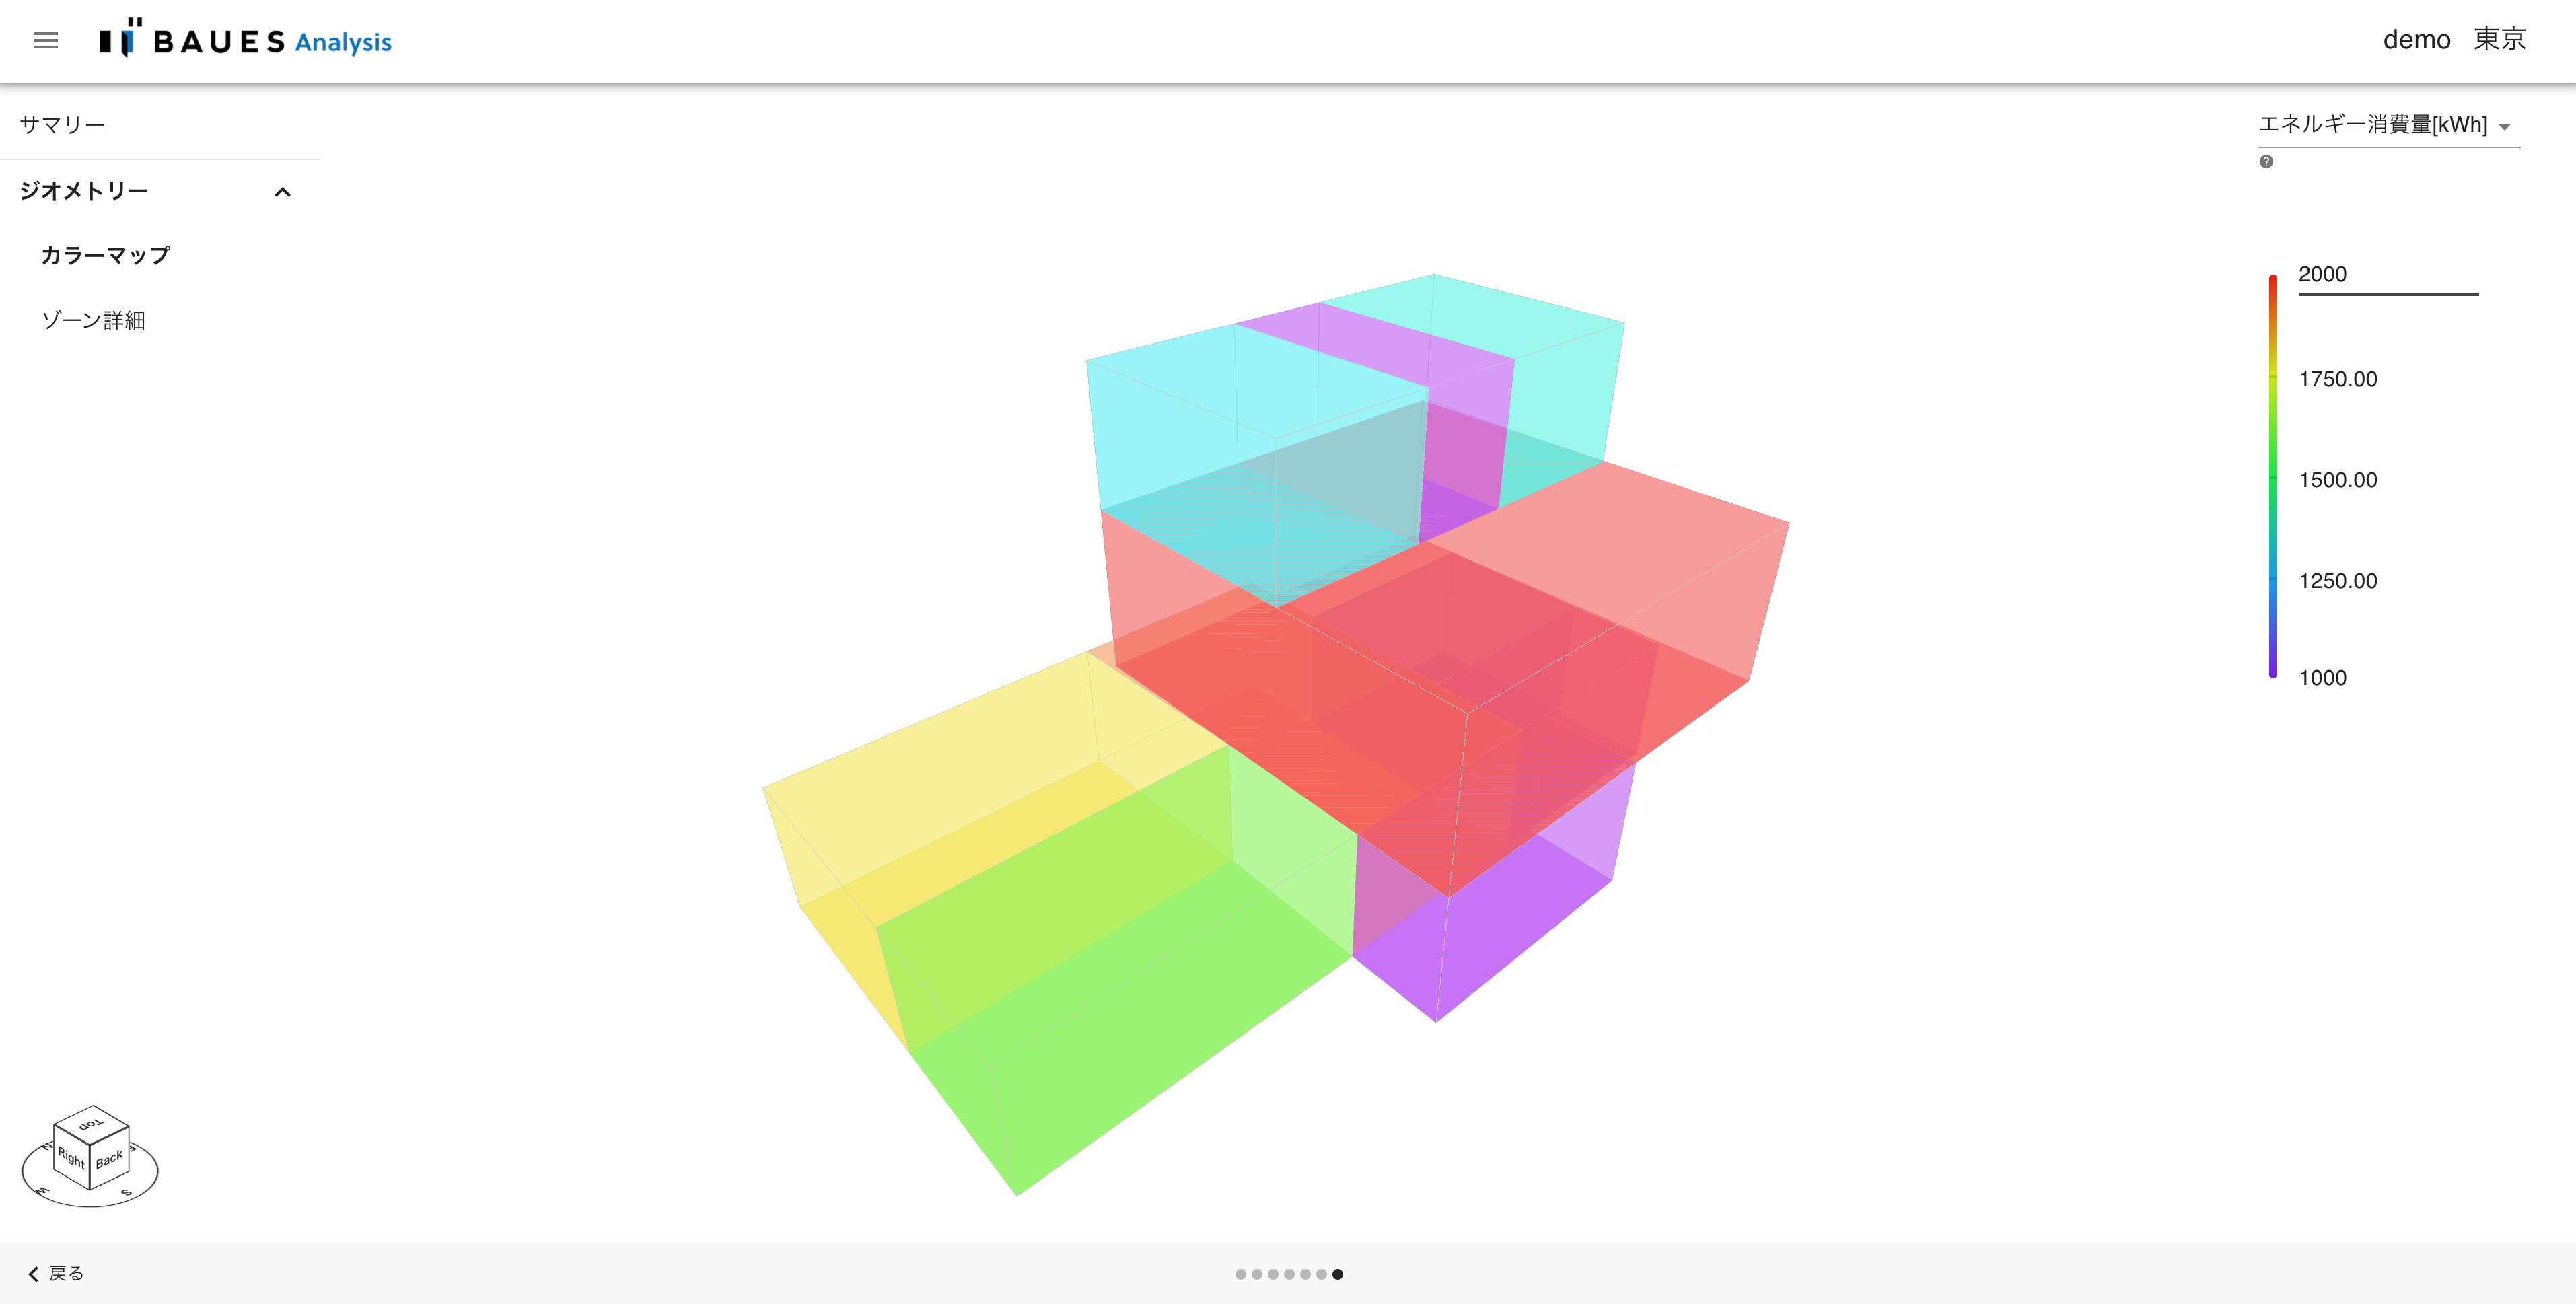 BAUES Analysis
demo 東京
サマリー
エネルギー消費量[kWh]
?
ジオメトリー
カラーマップ
ゾーン詳細
2000
1750.00
1500.00
1250.00
1000
Top
Right
Back
N
W
S
戻る